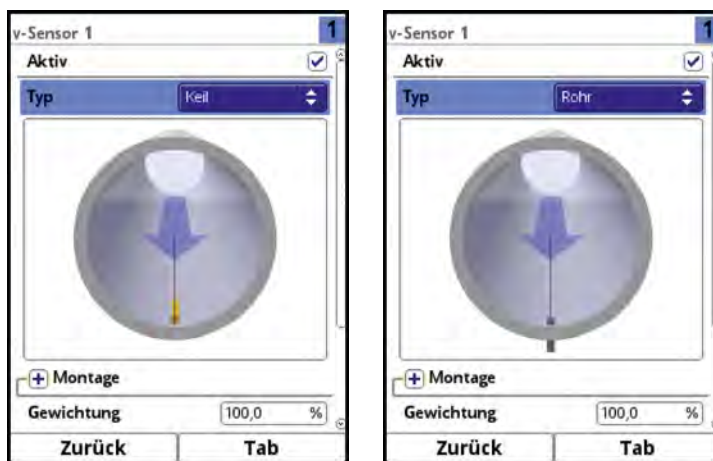 v-Sensor 1 1
Aktiv
Typ Keil
Montage
Gewichtung 100,0 %
Zurück Tab
v-Sensor 1 1
Aktiv
Typ Rohr
Montage
Gewichtung 100,0 %
Zurück Tab